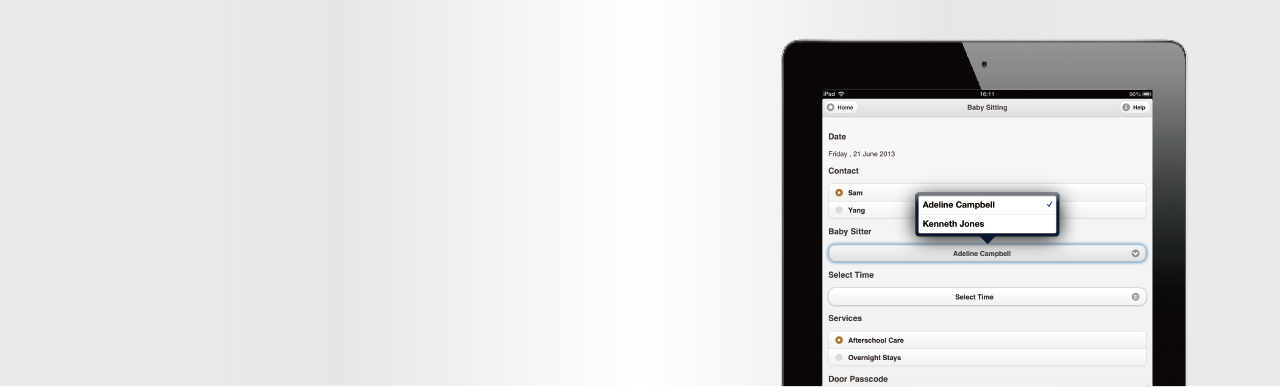 iPad 16:11 90%
Home Baby Sitting Help
Date
Friday , 21 June 2013
Contact
Sam
Yang
Adeline Campbell
Kenneth Jones
Baby Sitter
Adeline Campbell
Select Time
Select Time
Services
Afterschool Care
Overnight Stays
Door Passcode